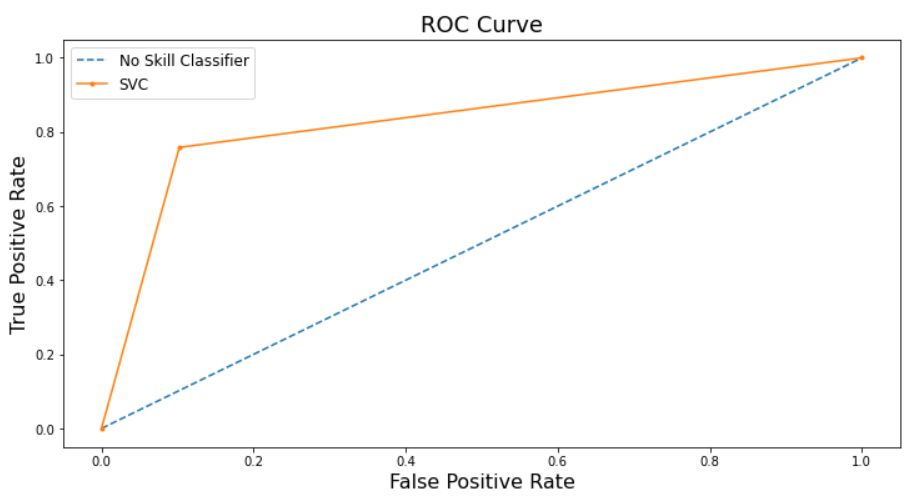 ROC Curve
No Skill Classifier
SVC
True Positive Rate
1.0
0.8
0.6
0.4
0.2
0.0
0.0 0.2 0.4 0.6 0.8 1.0
False Positive Rate